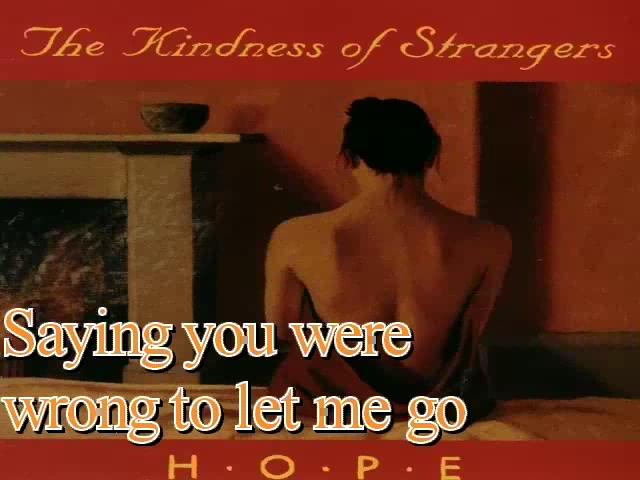 The Kindness of Strangers
Saying you were
wrong to let me go
H·O·P·E